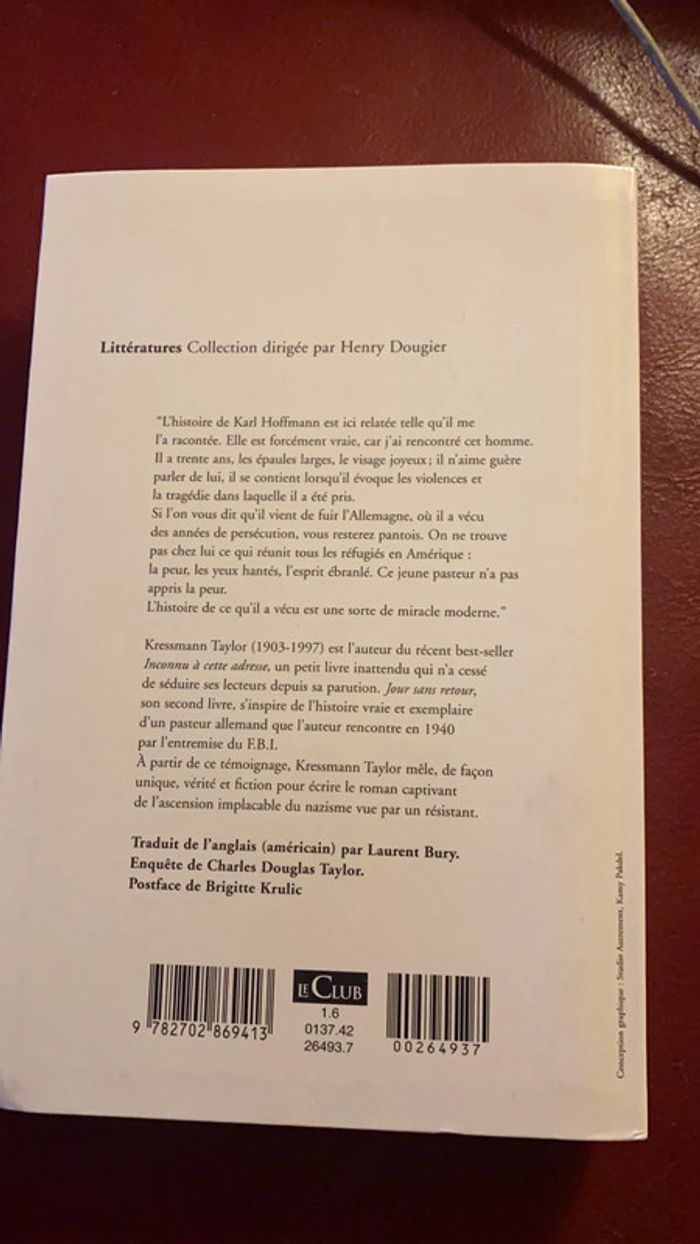 Littératures Collection dirigée par Henry Dougier
"L'histoire de Karl Hoffmann est ici relatée telle qu'il me
l'a racontée. Elle est forcément vraie, car j'ai rencontré cet homme.
Il a trente ans, les épaules larges, le visage joyeux ; il n'aime guère
parler de lui, il se contient lorsqu'il évoque les violences et
la tragédie dans laquelle il a été pris.
Si l'on vous dit qu'il vient de fuir l'Allemagne, où il a vécu
des années de persécution, vous resterez pantois. On ne trouve
pas chez lui ce qui réunit tous les réfugiés en Amérique :
la peur, les yeux hantés, l'esprit ébranlé. Ce jeune pasteur n'a pas
appris la peur.
L'histoire de ce qu'il a vécu est une sorte de miracle moderne."
Kressmann Taylor (1903-1997) est l'auteur du récent best-seller
Inconnu à cette adresse, un petit livre inattendu qui n'a cessé
de séduire ses lecteurs depuis sa parution. Jour sans retour,
son second livre, s'inspire de l'histoire vraie et exemplaire
d'un pasteur allemand que l'auteur rencontre en 1940
par l'entremise du F.B.I.
À partir de ce témoignage, Kressmann Taylor mêle, de façon
unique, vérité et fiction pour écrire le roman captivant
de l'ascension implacable du nazisme vue par un résistant.
Traduit de l'anglais (américain) par Laurent Bury.
Enquête de Charles Douglas Taylor.
Postface de Brigitte Krulic
9 782702 869413
LE CLUB
1.6
0137.42
26493.7
00264937
Conception graphique : Studio Autrement, Kamy Pakdel.